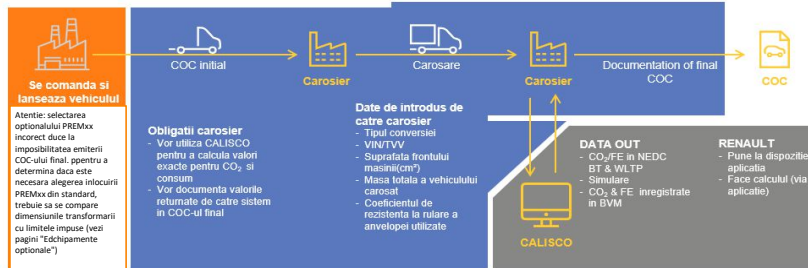 Se comanda si
lanseaza vehiculul
Atentie: selectarea
optionalului PREMxx
incorect duce la
imposibilitatea emiterii
COC-ului final. ppentru a
determina daca este
necesara alegerea inlocuirii
PREMxx din standard,
trebuie sa se compare
dimensiunile transformarii
cu limitele impuse (vezi
pagini "Edchipamente
optionale")
COC initial
Carosier
Obligatii carosier
- Vor utiliza CALISCO
pentru a calcula valori
exacte pentru CO₂ si
consum
- Vor documenta valorile
returnate de catre sistem
in COC-ul final
Carosare
Carosier
Date de introdus de
catre carosier
- Tipul conversiei
- VIN/TVV
- Suprafata frontului
masinii(cm²)
- Masa totala a vehiculului
carosat
- Coeficientul de
rezistenta la rulare a
anvelopei utilizate
Documentation of final
COC
COC
CALISCO
DATA OUT
- CO₂/FE in NEDC
BT & WLTP
- Simulare
- CO₂ & FE inregistrate
in BVM
RENAULT
- Pune la dispozitie
aplicatia
- Face calculul (via
aplicatie)